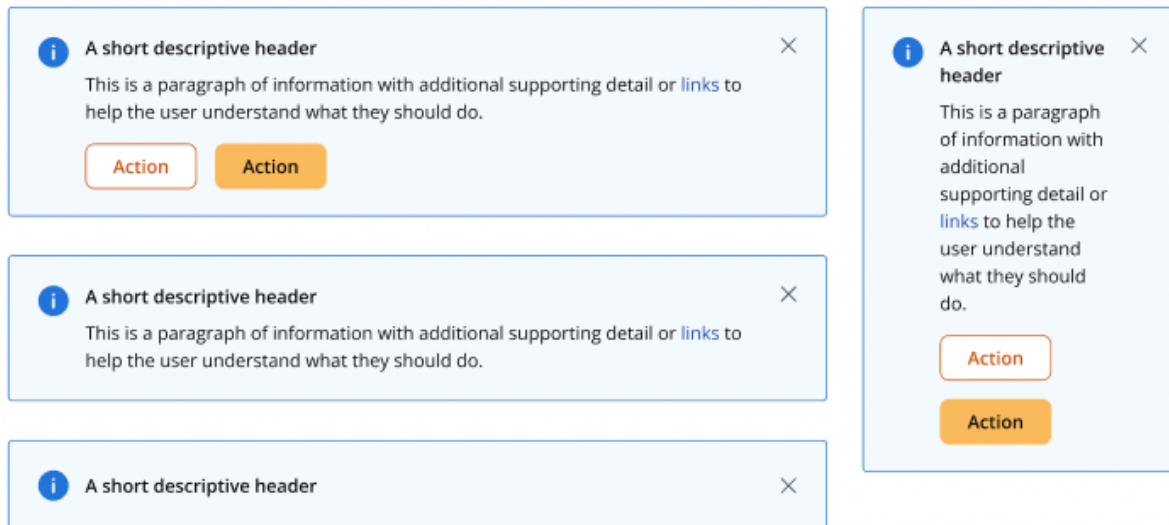 A short descriptive header
This is a paragraph of information with additional supporting detail or links to
help the user understand what they should do.
Action
Action
A short descriptive header
This is a paragraph of information with additional supporting detail or links to
help the user understand what they should do.
A short descriptive header
A short descriptive
header
This is a paragraph
of information with
additional
supporting detail or
links to help the
user understand
what they should
do.
Action
Action